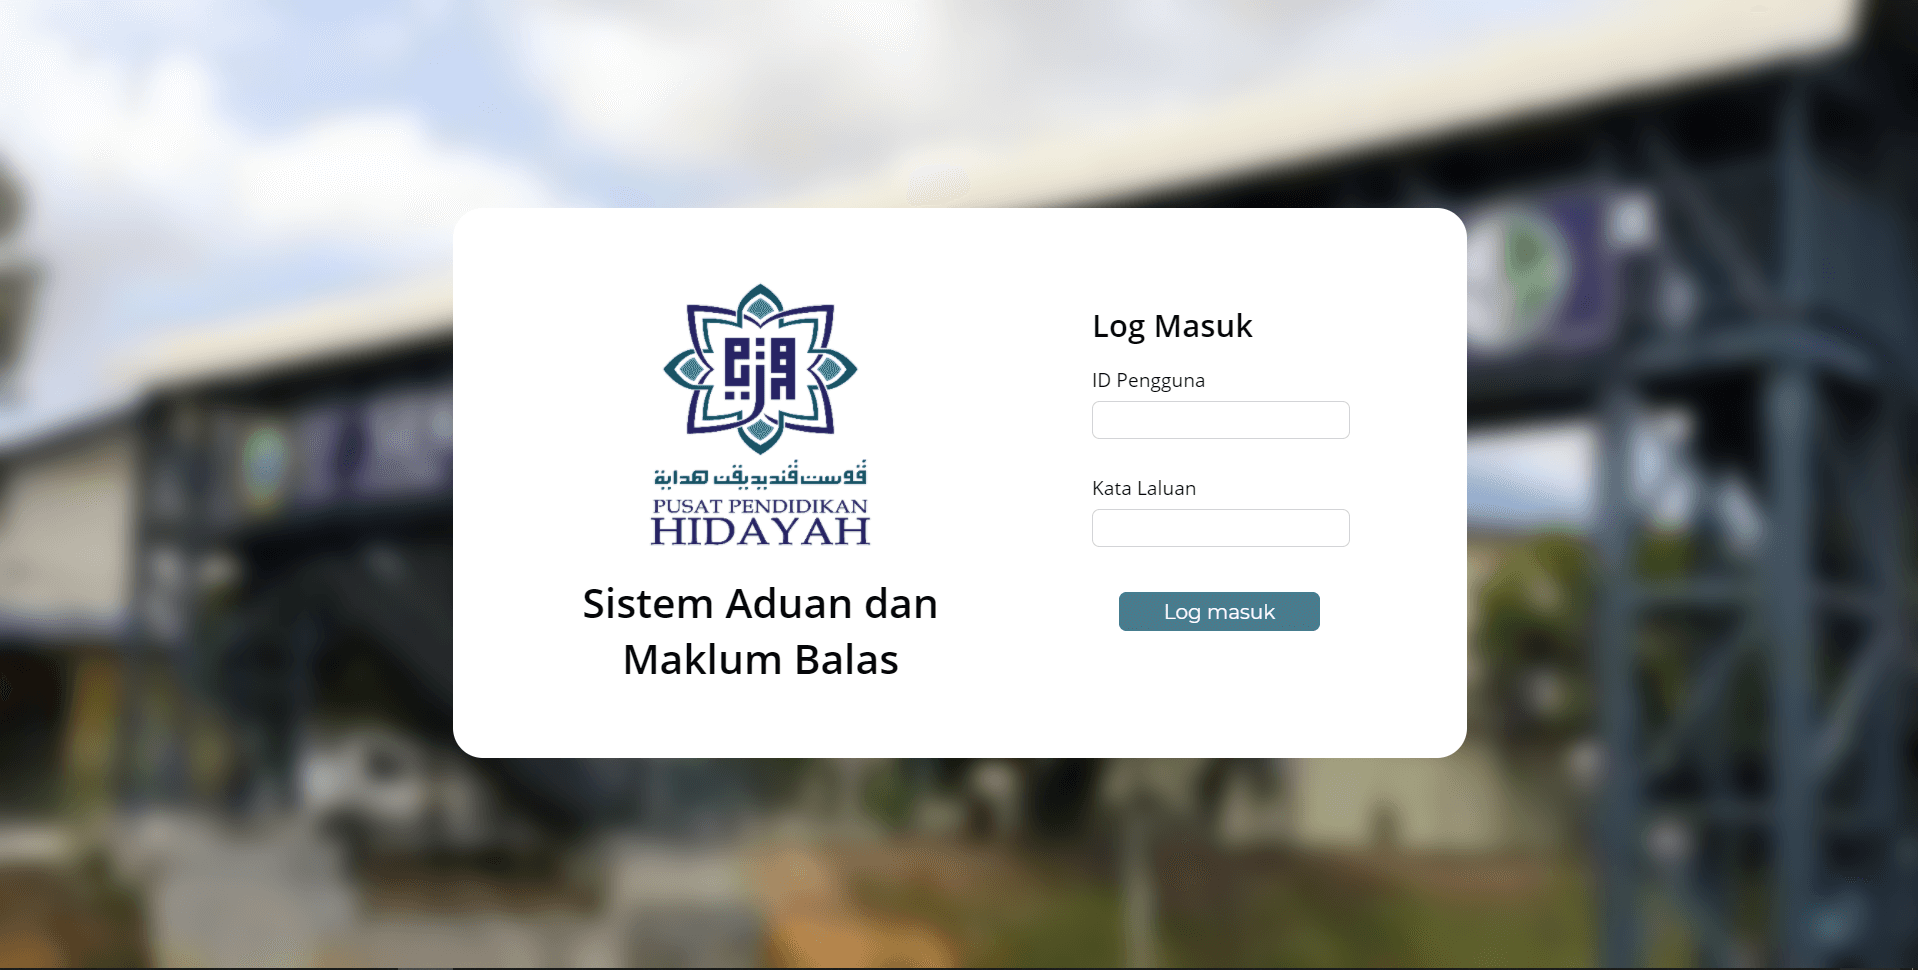 ڤوست ڤنديديقن هداية
PUSAT PENDIDIKAN
HIDAYAH
Sistem Aduan dan
Maklum Balas
Log Masuk
ID Pengguna
Kata Laluan
Log masuk